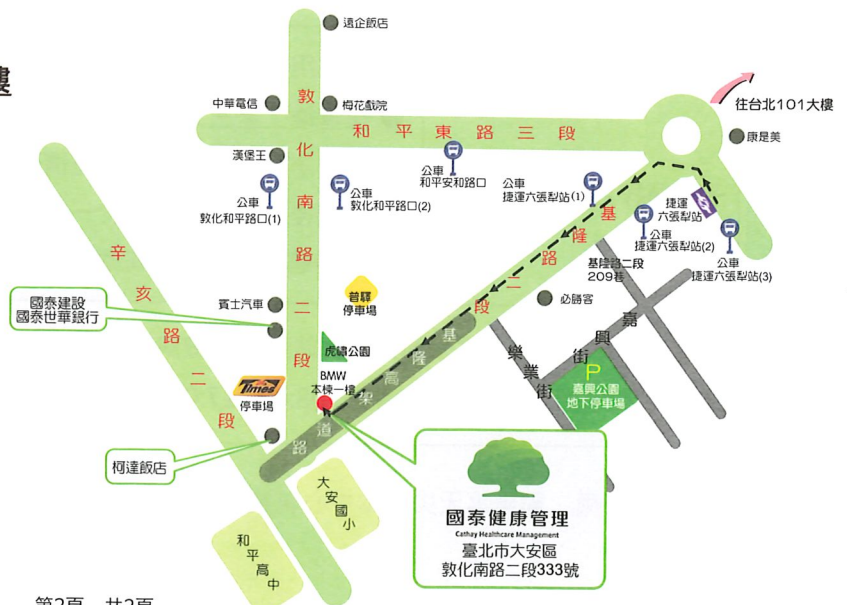 樓
遠企飯店
中華電信
敦化南路二段
梅花戲院
往台北101大樓
和平東路三段
康是美
漢堡王
公車
和平安和路口
公車
敦化和平路口(1)
公車
敦化和平路口(2)
公車
捷運六張犁站(1)
捷運
六張犁站
公車
捷運六張犁站(2)
公車
捷運六張犁站(3)
基隆路二段
基隆路二段
209巷
辛亥路二段
國泰建設
國泰世華銀行
賓士汽車
普驛
停車場
必勝客
虎嘯公園
基隆高架道路
樂業街
嘉興街
P
嘉興公園
地下停車場
BMW
本棟一樓
Times
停車場
柯達飯店
大安國小
和平高中
國泰健康管理
Cathay Healthcare Management
臺北市大安區
敦化南路二段333號